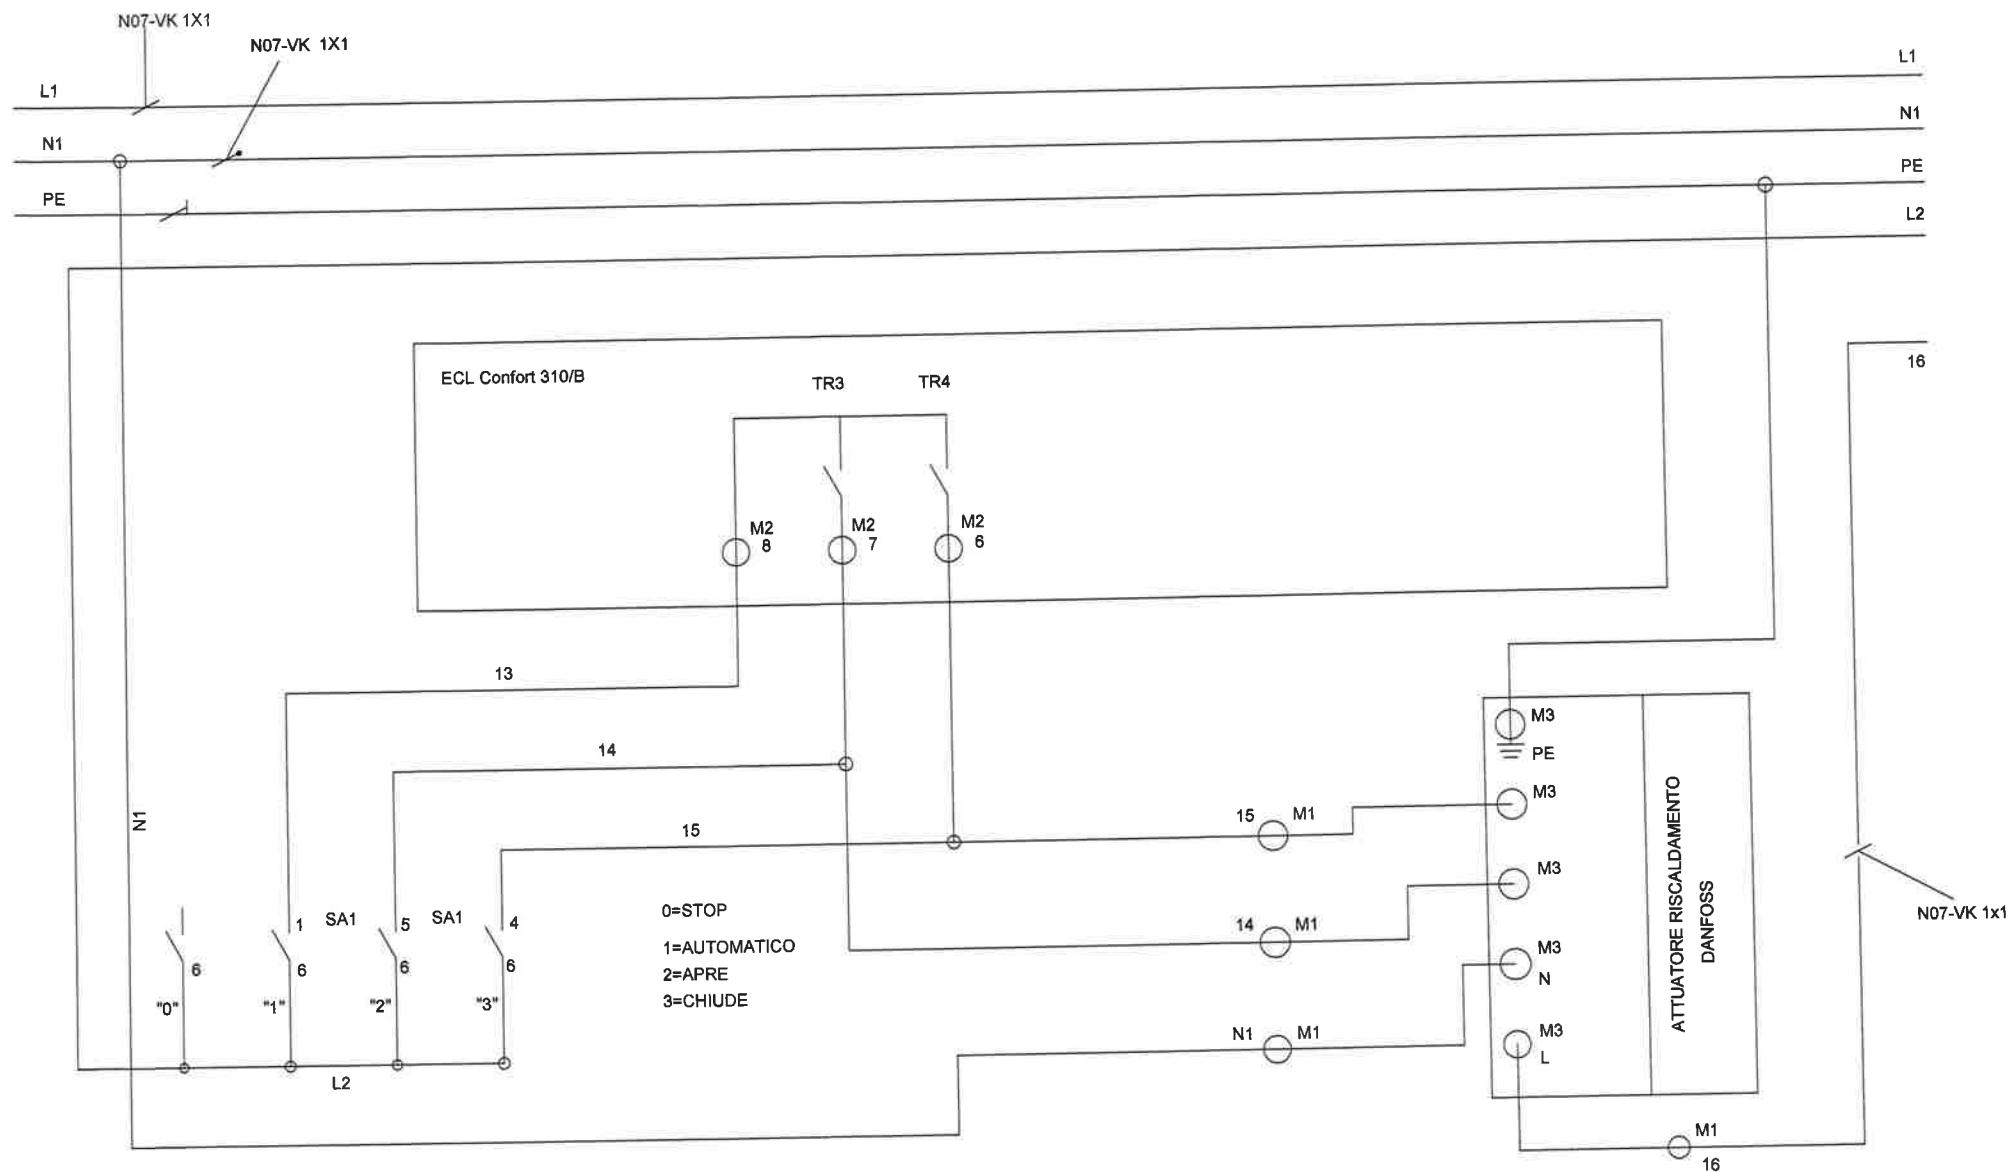 N07-VK 1X1
N07-VK 1X1
L1
L1
N1
N1
PE
PE
L2
ECL Confort 310/B
TR3
TR4
16
M2
8
M2
7
M2
6
13
14
15
N1
M3
PE
M3
15
M1
M3
14
M1
M3
N
N1
M1
M3
L
ATTUATORE RISCALDAMENTO
DANFOSS
N07-VK 1x1
1
SA1
5
SA1
4
6
6
6
6
"0"
"1"
"2"
"3"
0=STOP
1=AUTOMATICO
2=APRE
3=CHIUDE
L2
M1
16